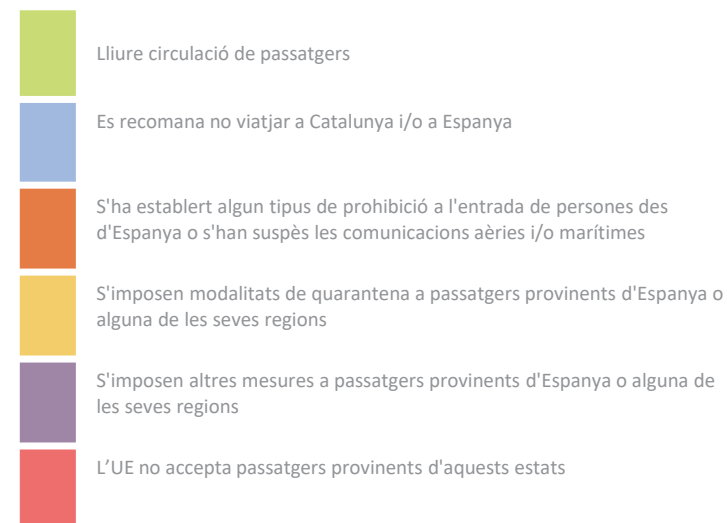 Lliure circulació de passatgers
Es recomana no viatjar a Catalunya i/o a Espanya
S'ha establert algun tipus de prohibició a l'entrada de persones des
d'Espanya o s'han suspès les comunicacions aèries i/o marítimes
S'imposen modalitats de quarantena a passatgers provinents d'Espanya o
alguna de les seves regions
S'imposen altres mesures a passatgers provinents d'Espanya o alguna de
les seves regions
L’UE no accepta passatgers provinents d'aquests estats